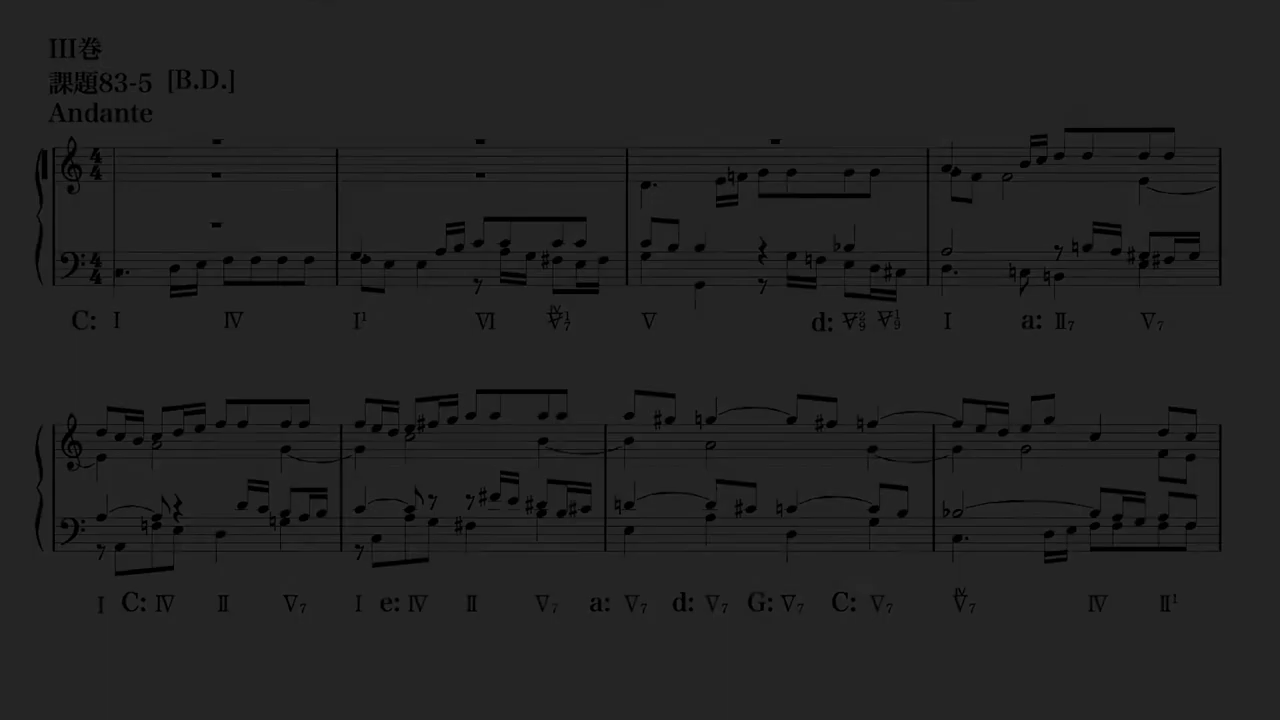 III巻
課題83-5 [B.D.]
Andante
C: I IV I¹ VI V V d: V I a: II₇ V₇
I C: IV II V₇ I e: IV II V₇ a: V₇ d: V₇ G: V₇ C: V₇ V₇ IV II¹